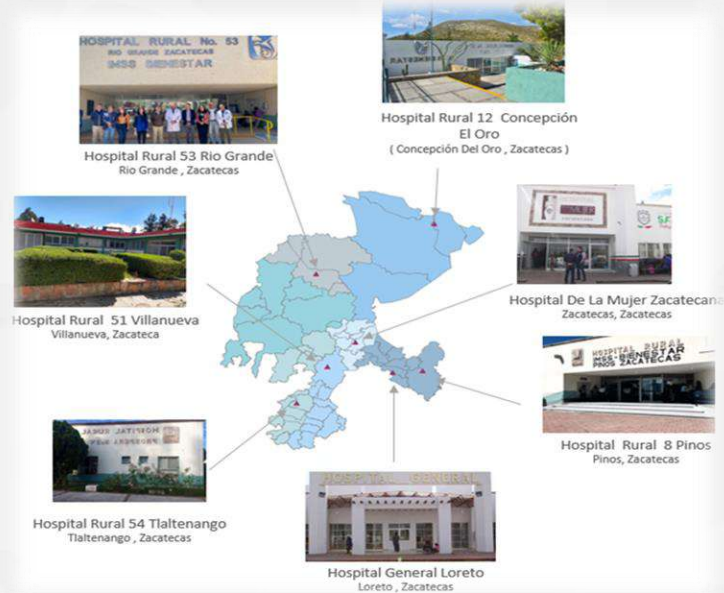 HOSPITAL RURAL No. 53
RIO GRANDE ZACATECAS
IMSS BIENESTAR
Hospital Rural 53 Rio Grande
Rio Grande , Zacatecas
Hospital Rural 12 Concepción
El Oro
( Concepción Del Oro , Zacatecas )
MUJER
Hospital De La Mujer Zacatecana
Zacatecas, Zacatecas
Hospital Rural 51 Villanueva
Villanueva, Zacateca
HOSPITAL RURAL
IMSS-BIENESTAR
PINOS ZACATECAS
Hospital Rural 8 Pinos
Pinos, Zacatecas
HOSPITAL RURAL
Hospital Rural 54 Tlaltenango
Tlaltenango , Zacatecas
HOSPITAL GENERAL
Hospital General Loreto
Loreto , Zacatecas